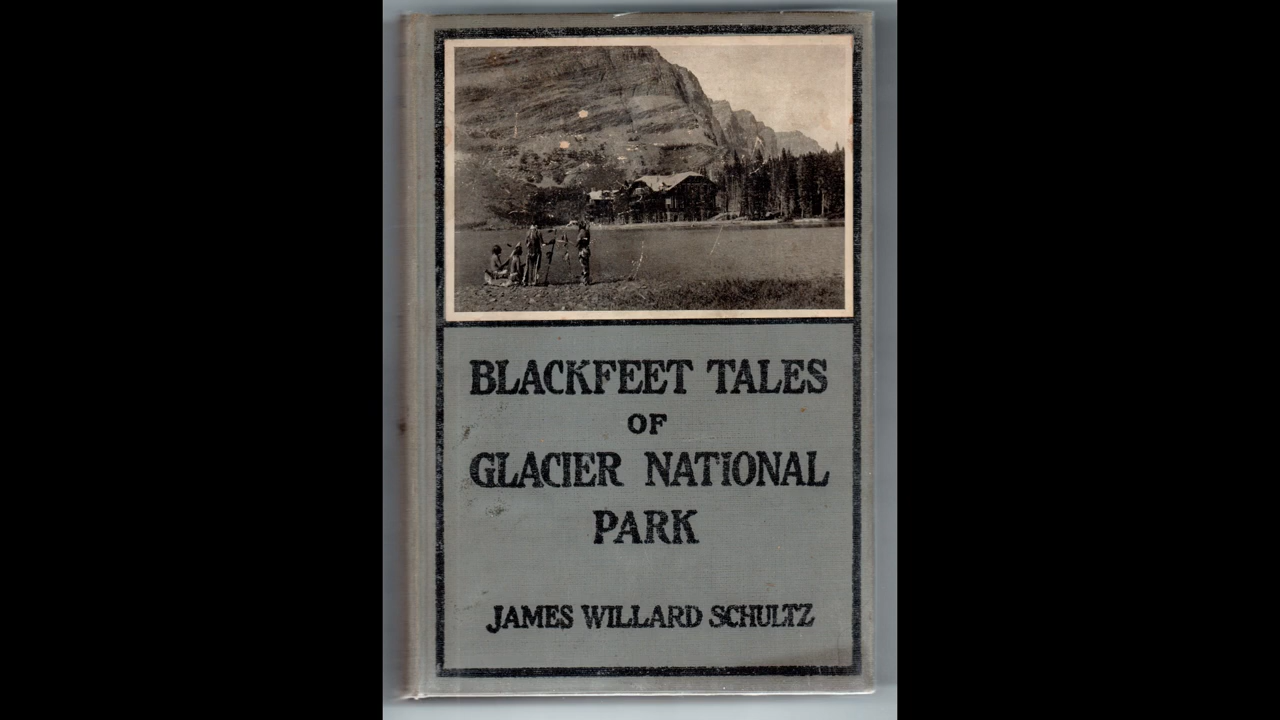 BLACKFEET TALES
OF
GLACIER NATIONAL
PARK
JAMES WILLARD SCHULTZ